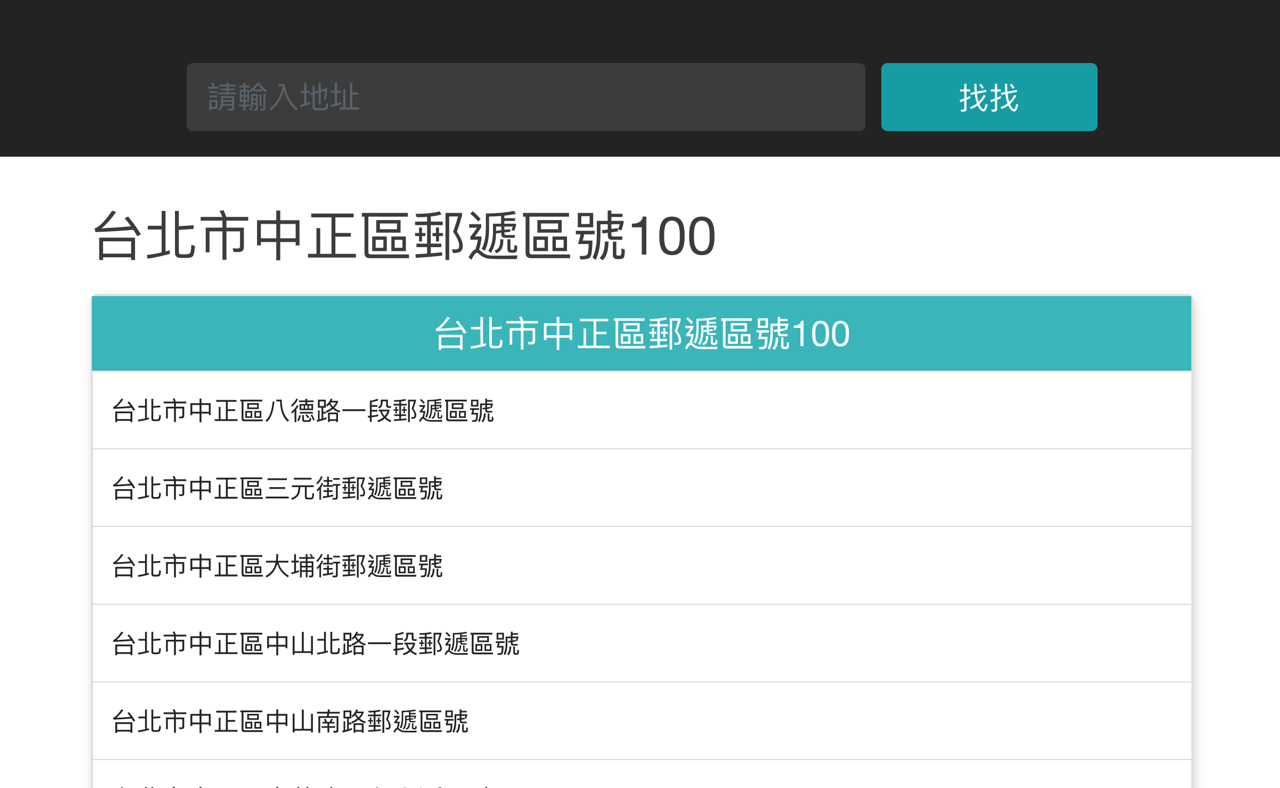 請輸入地址
找找
台北市中正區郵遞區號100
台北市中正區郵遞區號100
台北市中正區八德路一段郵遞區號
台北市中正區三元街郵遞區號
台北市中正區大埔街郵遞區號
台北市中正區中山北路一段郵遞區號
台北市中正區中山南路郵遞區號